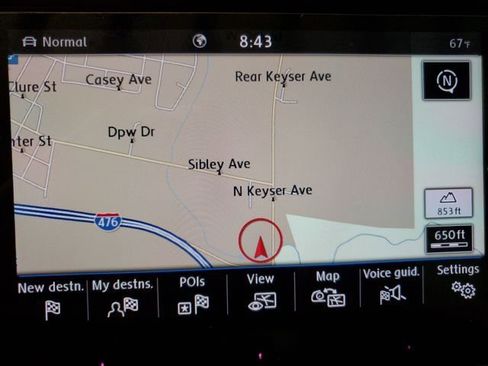 Normal
8:43
67°F
Clure St
Casey Ave
Rear Keyser Ave
N
Dpw Dr
nter St
Sibley Ave
N Keyser Ave
853ft
476
650ft
New destn.
My destns.
POIs
View
Map
Voice guid.
Settings